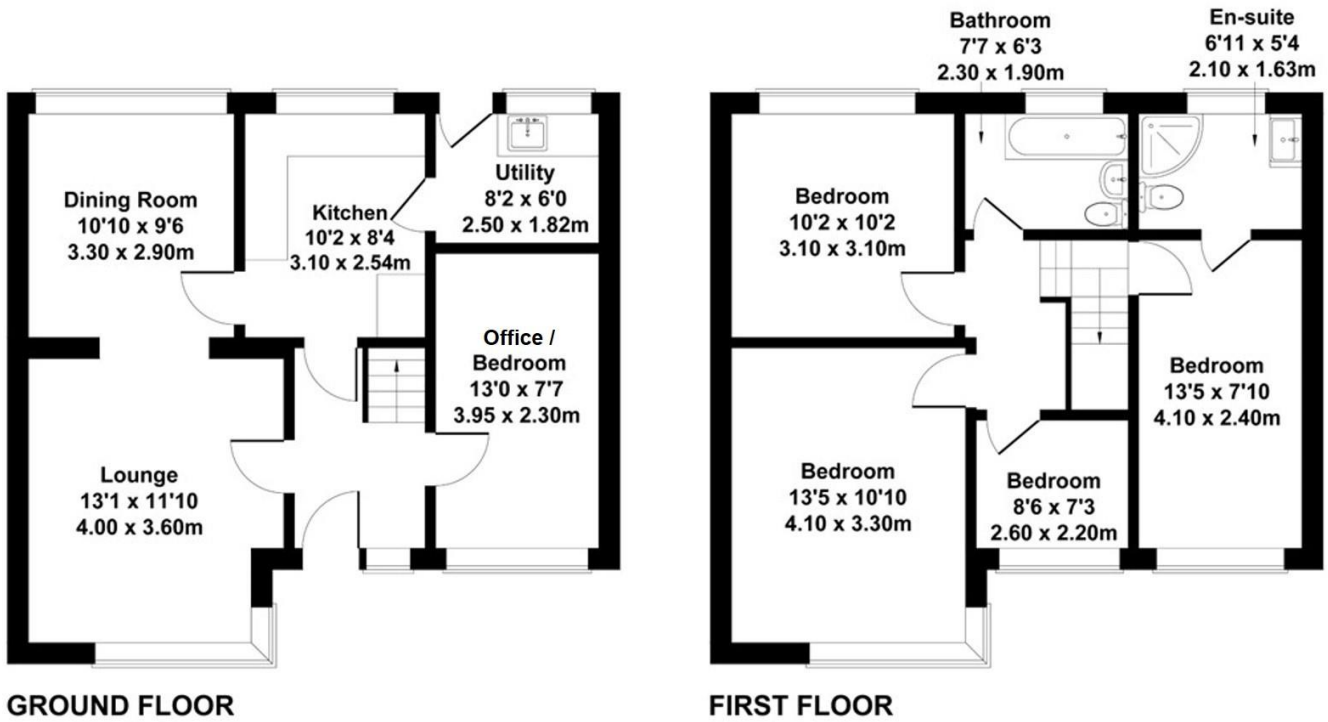 Dining Room
10'10 x 9'6
3.30 x 2.90m
Kitchen
10'2 x 8'4
3.10 x 2.54m
Utility
8'2 x 6'0
2.50 x 1.82m
Office /
Bedroom
13'0 x 7'7
3.95 x 2.30m
Lounge
13'1 x 11'10
4.00 x 3.60m
GROUND FLOOR
Bathroom
7'7 x 6'3
2.30 x 1.90m
En-suite
6'11 x 5'4
2.10 x 1.63m
Bedroom
10'2 x 10'2
3.10 x 3.10m
Bedroom
13'5 x 7'10
4.10 x 2.40m
Bedroom
13'5 x 10'10
4.10 x 3.30m
Bedroom
8'6 x 7'3
2.60 x 2.20m
FIRST FLOOR